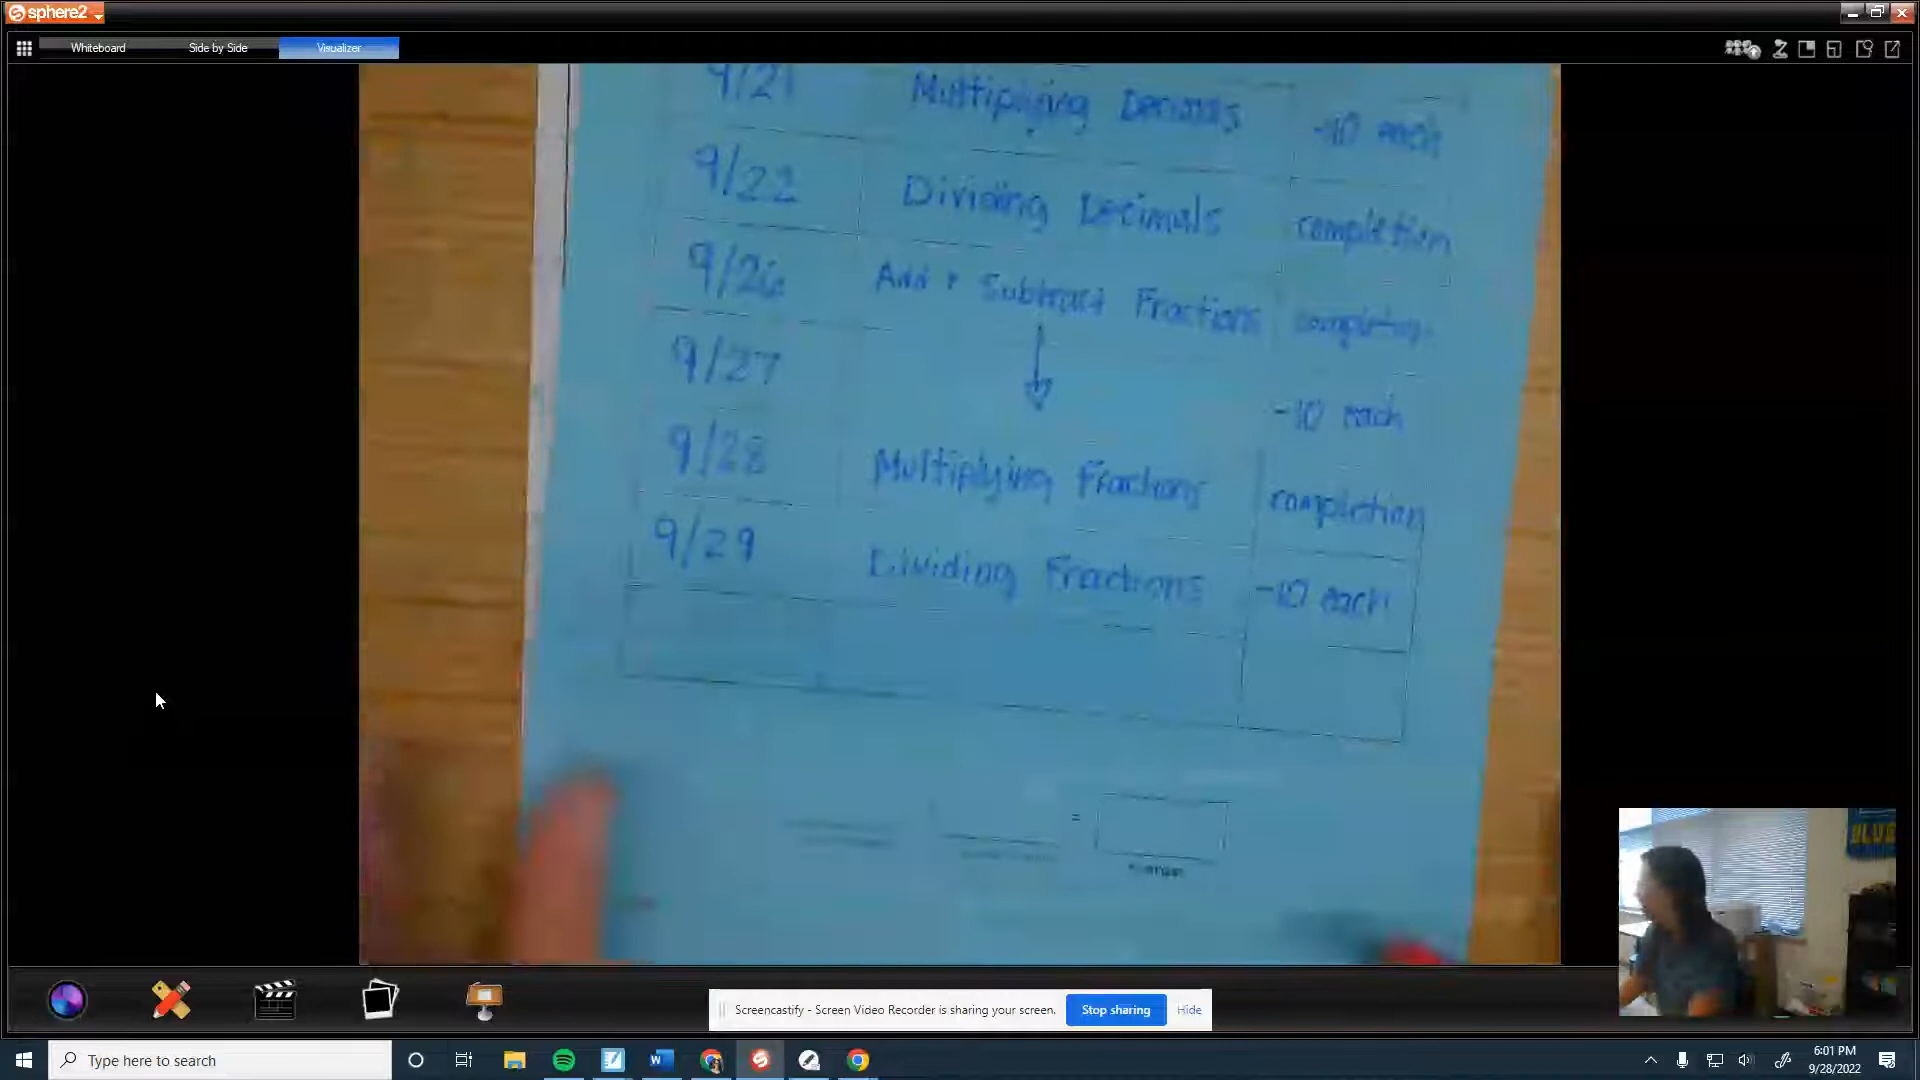 sphere2
Whiteboard
Side by Side
Visualizer
9/21 Multiplying Decimals -10 each
9/22 Dividing Decimals completion
9/26 Add + Subtract Fractions completion
9/27 -10 each
9/28 Multiplying Fractions completion
9/29 Dividing Fractions -10 each
=
Screencastify - Screen Video Recorder is sharing your screen.
Stop sharing
Hide
Type here to search
6:01 PM
9/28/2022